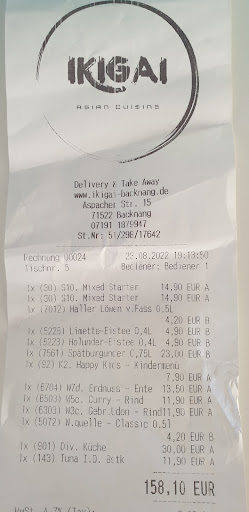 IKIGAI
ASIAN CUISINE
Delivery & Take Away
www.ikigai-backnang.de
Aspacher Str. 15
71522 Backnang
07191 1879947
St.Nr: 51/296/17642
Rechnung 00024 23.08.2022 19:13:50
Tischnr. 5 Bediener: Bediener 1
1x (30) S10. Mixed Starter 14,90 EUR A
1x (30) S10. Mixed Starter 14,90 EUR A
1x (7012) Haller Löwen v.Fass 0,5L
4,20 EUR B
1x (5226) Limette-Eistee 0,4L 4,90 EUR B
1x (5223) Holunder-Eistee 0,4L 4,90 EUR B
1x (7561) Spätburgunder 0,75L 23,00 EUR B
1x (92) K2. Happy Kids - Kindermenü
7,90 EUR A
1x (6704) W7d. Erdnuss - Ente 13,50 EUR A
1x (6503) W5c. Curry - Rind 11,90 EUR A
1x (6303) W3c. Gebr.Udon - Rind 11,90 EUR A
1x (5072) W.quelle - Classic 0,5l
4,20 EUR B
1x (901) Div. Küche 30,00 EUR A
1x (143) Tuna I.O. 8stk 11,90 EUR A
158,10 EUR